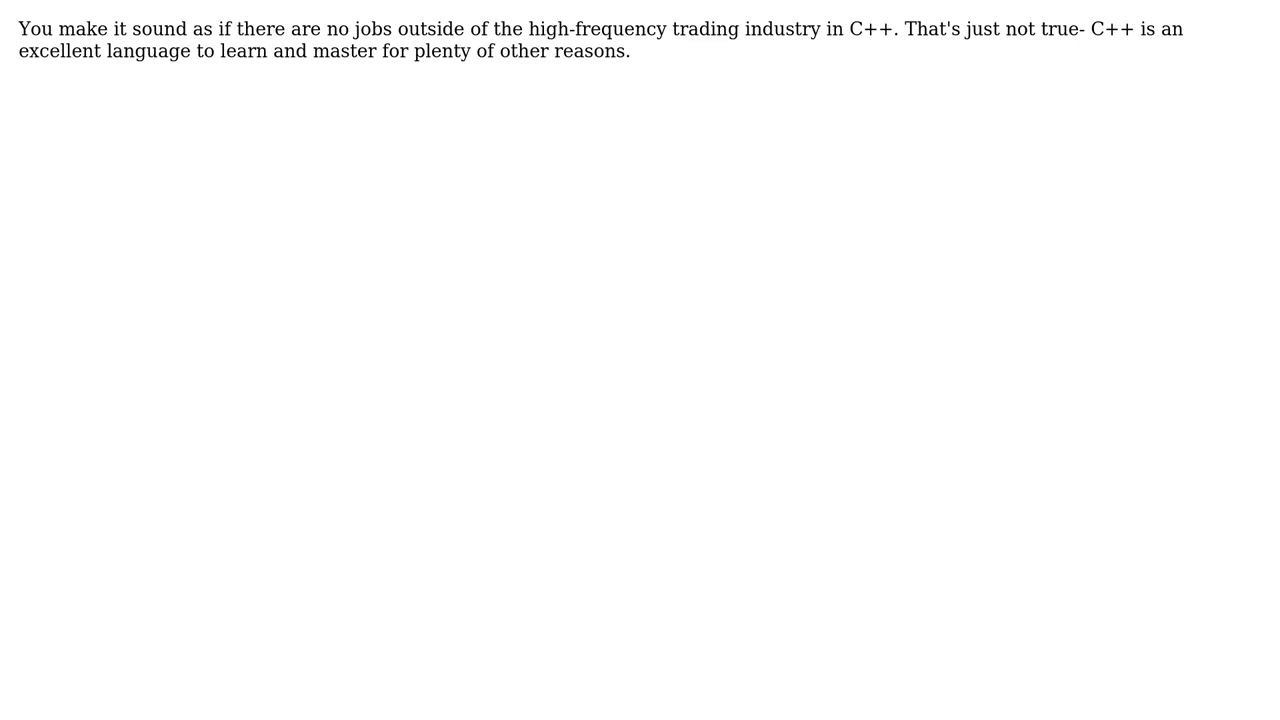 You make it sound as if there are no jobs outside of the high-frequency trading industry in C++. That's just not true- C++ is an
excellent language to learn and master for plenty of other reasons.